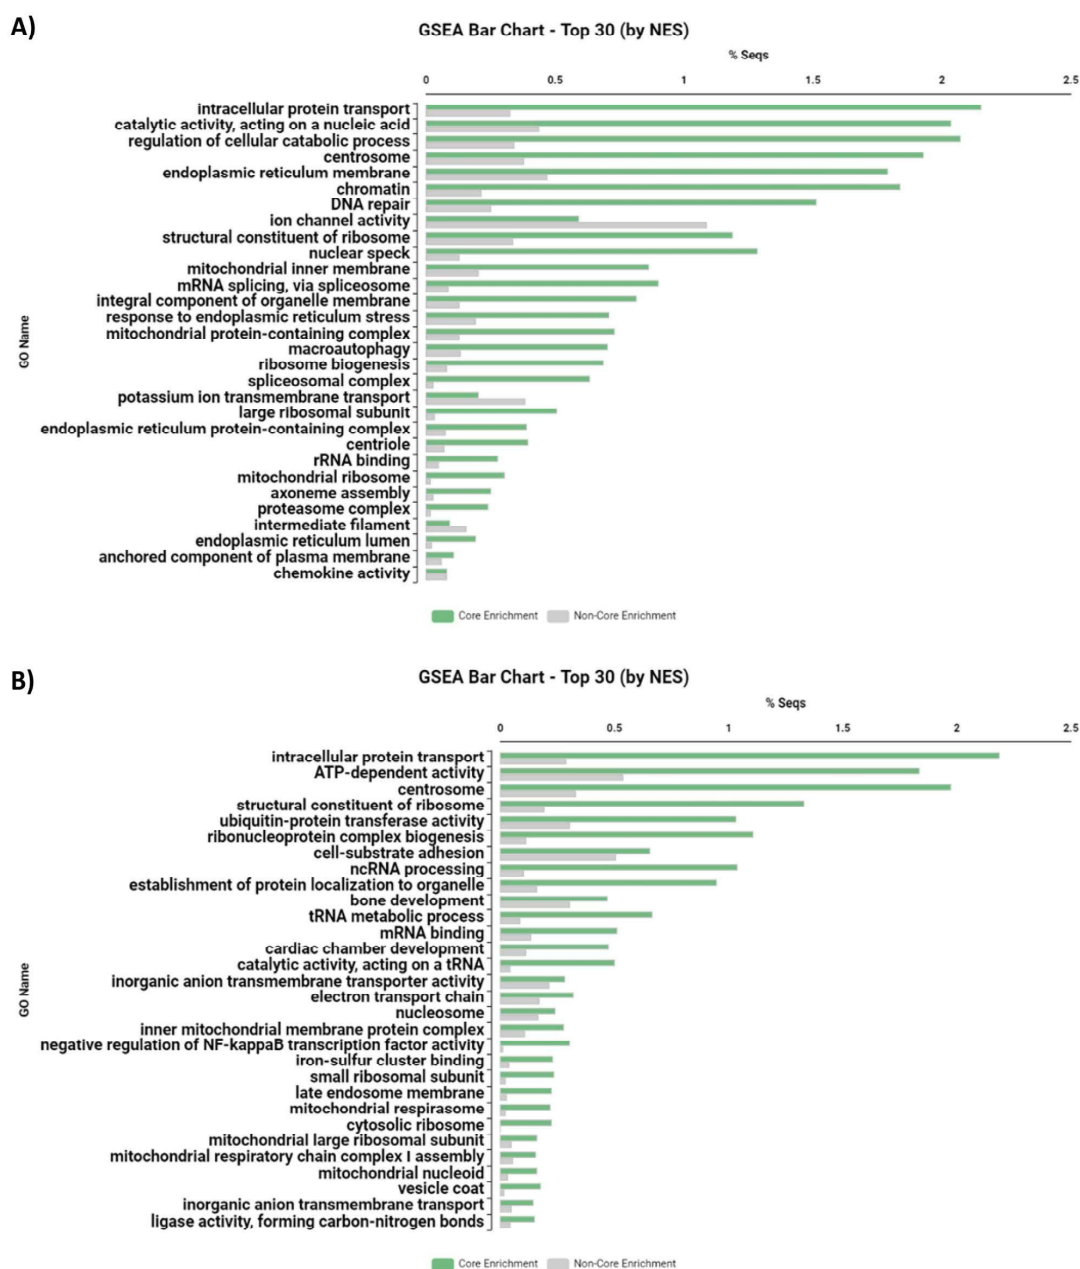 A)
GSEA Bar Chart - Top 30 (by NES)
% Seqs
0 0.5 1 1.5 2 2.5
GO Name
intracellular protein transport
catalytic activity, acting on a nucleic acid
regulation of cellular catabolic process
centrosome
endoplasmic reticulum membrane
chromatin
DNA repair
ion channel activity
structural constituent of ribosome
nuclear speck
mitochondrial inner membrane
mRNA splicing, via spliceosome
integral component of organelle membrane
response to endoplasmic reticulum stress
mitochondrial protein-containing complex
macroautophagy
ribosome biogenesis
spliceosomal complex
potassium ion transmembrane transport
large ribosomal subunit
endoplasmic reticulum protein-containing complex
centriole
rRNA binding
mitochondrial ribosome
axoneme assembly
proteasome complex
intermediate filament
endoplasmic reticulum lumen
anchored component of plasma membrane
chemokine activity
Core Enrichment Non-Core Enrichment
B)
GSEA Bar Chart - Top 30 (by NES)
% Seqs
0 0.5 1 1.5 2 2.5
GO Name
intracellular protein transport
ATP-dependent activity
centrosome
structural constituent of ribosome
ubiquitin-protein transferase activity
ribonucleoprotein complex biogenesis
cell-substrate adhesion
ncRNA processing
establishment of protein localization to organelle
bone development
tRNA metabolic process
mRNA binding
cardiac chamber development
catalytic activity, acting on a tRNA
inorganic anion transmembrane transporter activity
electron transport chain
nucleosome
inner mitochondrial membrane protein complex
negative regulation of NF-kappaB transcription factor activity
iron-sulfur cluster binding
small ribosomal subunit
late endosome membrane
mitochondrial respirasome
cytosolic ribosome
mitochondrial large ribosomal subunit
mitochondrial respiratory chain complex I assembly
mitochondrial nucleoid
vesicle coat
inorganic anion transmembrane transport
ligase activity, forming carbon-nitrogen bonds
Core Enrichment Non-Core Enrichment